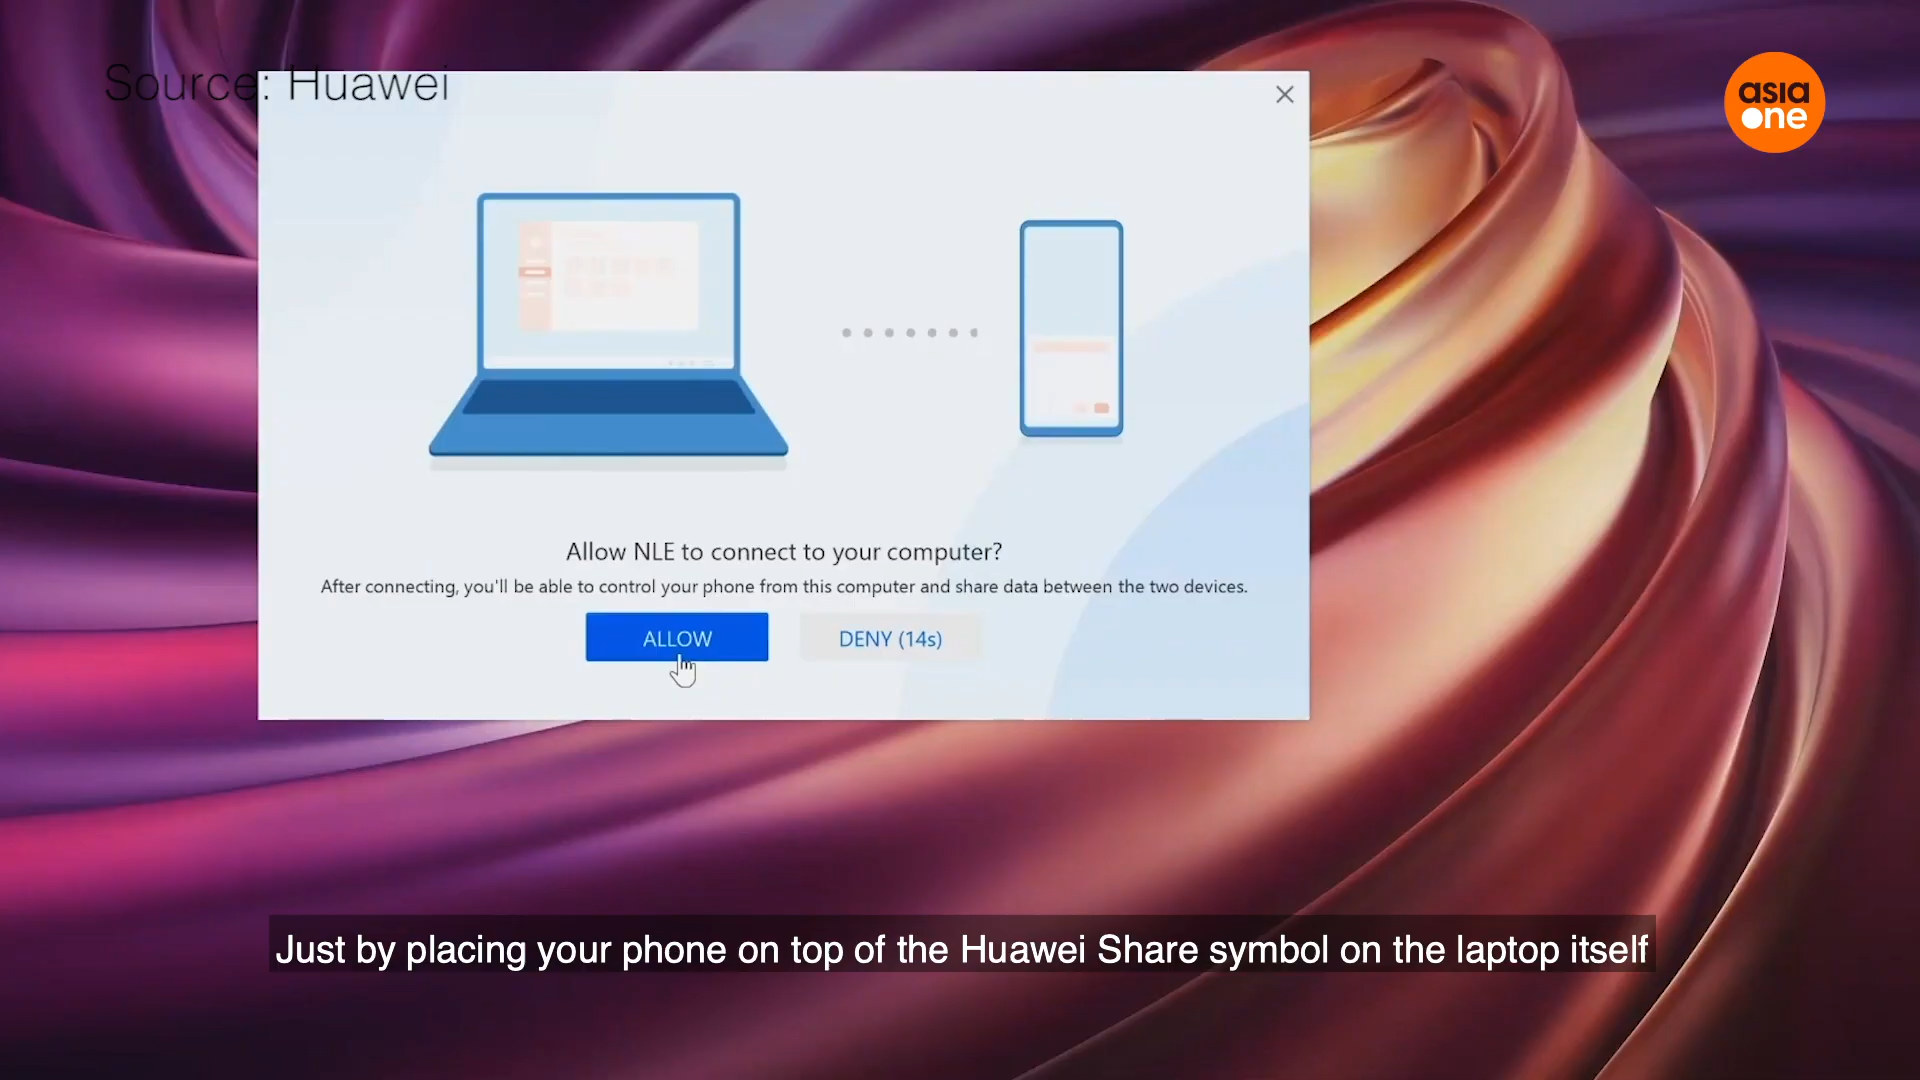 Source: Huawei
asia
one
Allow NLE to connect to your computer?
After connecting, you'll be able to control your phone from this computer and share data between the two devices.
ALLOW
DENY (14s)
Just by placing your phone on top of the Huawei Share symbol on the laptop itself